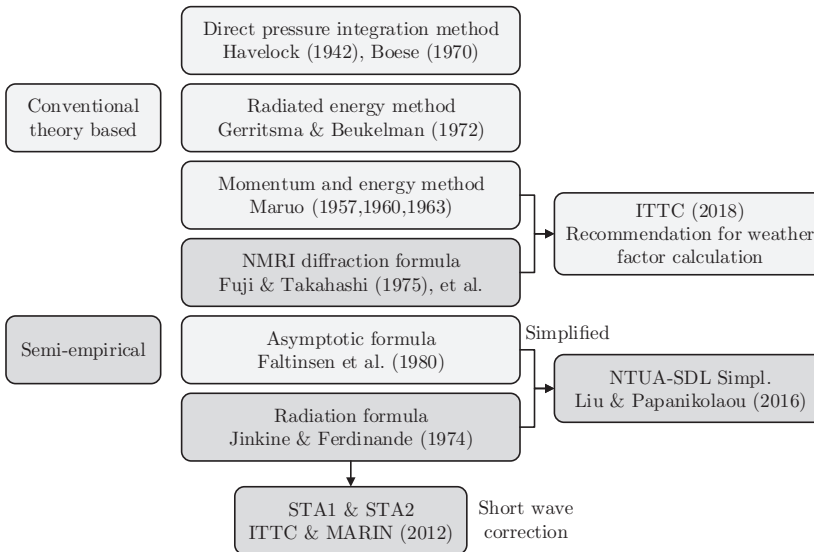 Direct pressure integration method
Havelock (1942), Boese (1970)
Conventional
theory based
Radiated energy method
Gerritsma & Beukelman (1972)
Momentum and energy method
Maruo (1957,1960,1963)
ITTC (2018)
Recommendation for weather
factor calculation
NMRI diffraction formula
Fuji & Takahashi (1975), et al.
Semi-empirical
Asymptotic formula
Faltinsen et al. (1980)
Simplified
NTUA-SDL Simpl.
Liu & Papanikolaou (2016)
Radiation formula
Jinkine & Ferdinande (1974)
STA1 & STA2
ITTC & MARIN (2012)
Short wave
correction